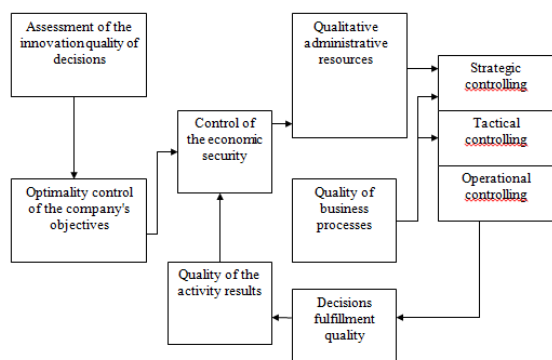 Assessment of the
innovation quality of
decisions
Qualitative
administrative
resources
Strategic
controlling
Tactical
controlling
Operational
controlling
Control of
the economic
security
Optimality control
of the company's
objectives
Quality of
business
processes
Quality of the
activity results
Decisions
fulfillment
quality